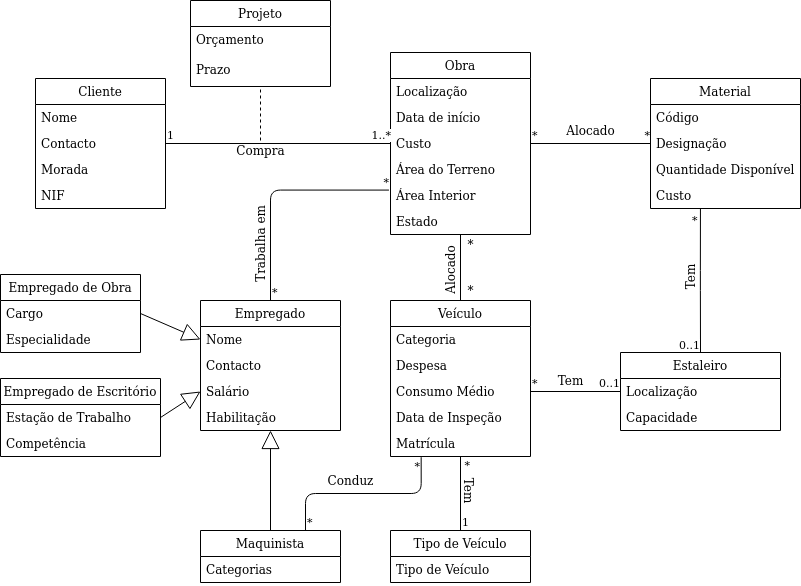 Projeto
Orçamento
Prazo
Cliente
Nome
Contacto
Morada
NIF
1
Compra
1..*
Obra
Localização
Data de início
Custo
Área do Terreno
Área Interior
Estado
*
Alocado
*
Material
Código
Designação
Quantidade Disponível
Custo
*
Trabalha em
*
*
Alocado
*
*
Tem
0..1
Empregado de Obra
Cargo
Especialidade
Empregado de Escritório
Estação de Trabalho
Competência
Empregado
Nome
Contacto
Salário
Habilitação
Veículo
Categoria
Despesa
Consumo Médio
Data de Inspeção
Matrícula
*
Tem
0..1
Estaleiro
Localização
Capacidade
*
Conduz
*
*
Tem
1
Maquinista
Categorias
Tipo de Veículo
Tipo de Veículo